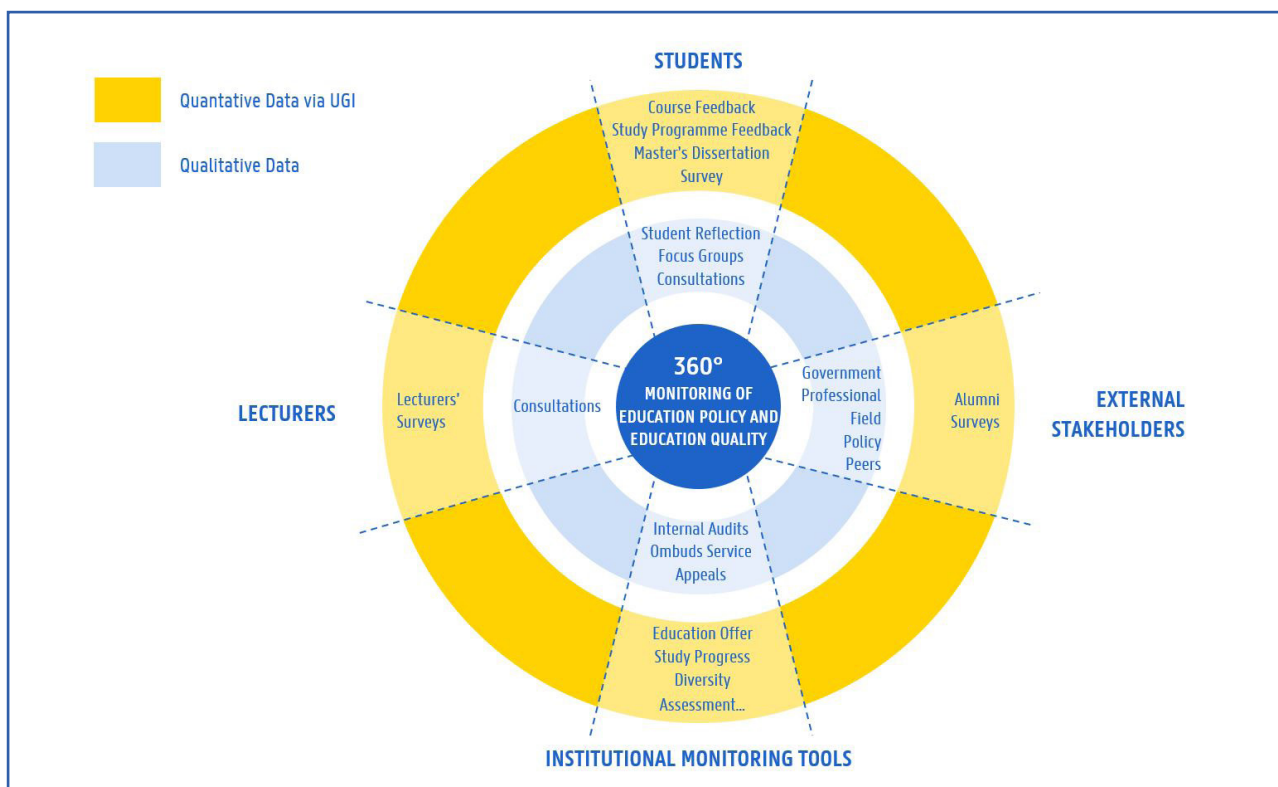 STUDENTS
Quantative Data via UGI
Qualitative Data
Course Feedback
Study Programme Feedback
Master's Dissertation
Survey
Student Reflection
Focus Groups
Consultations
LECTURERS
Lecturers'
Surveys
Consultations
360°
MONITORING OF
EDUCATION POLICY AND
EDUCATION QUALITY
Government
Professional
Field
Policy
Peers
Alumni
Surveys
EXTERNAL
STAKEHOLDERS
Internal Audits
Ombuds Service
Appeals
Education Offer
Study Progress
Diversity
Assessment...
INSTITUTIONAL MONITORING TOOLS